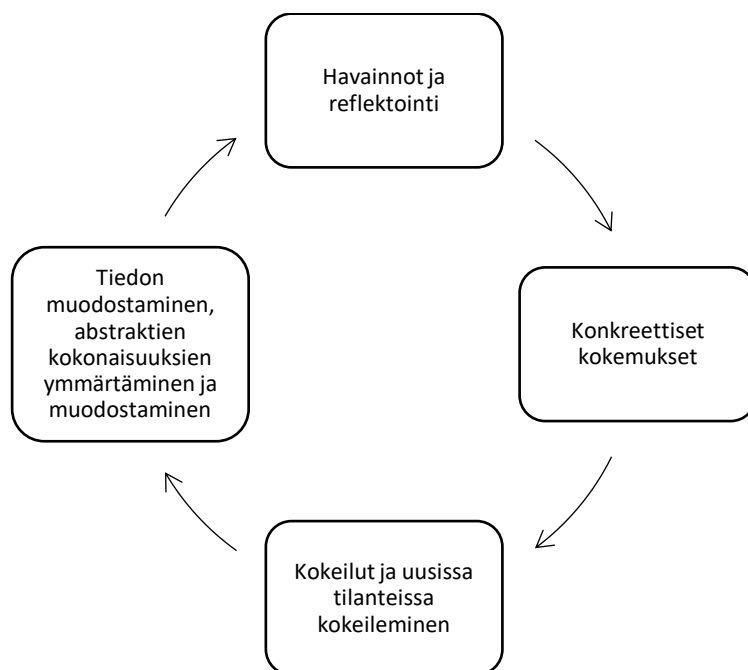 Havainnot ja
reflektointi
Tiedon
muodostaminen,
abstraktien
kokonaisuuksien
ymmärtäminen ja
muodostaminen
Konkreettiset
kokemukset
Kokeilut ja uusissa
tilanteissa
kokeileminen